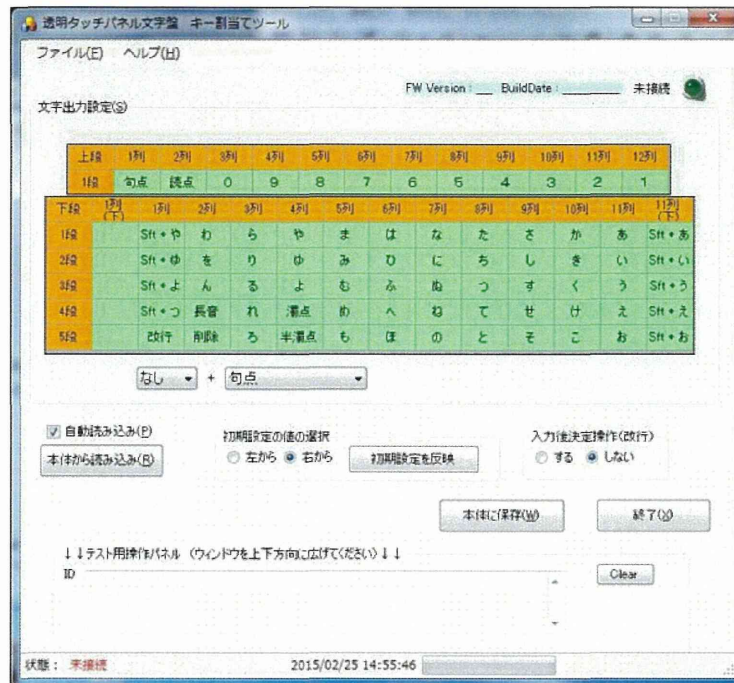 透明タッチパネル文字盤　キー割当てツール
ファイル(F)　ヘルプ(H)
FW Version : __ BuildDate : ________ 未接続
文字出力設定(S)
上段 1列 2列 3列 4列 5列 6列 7列 8列 9列 10列 11列 12列
1段 句点 読点 0 9 8 7 6 5 4 3 2 1
下段 1列(下) 1列 2列 3列 4列 5列 6列 7列 8列 9列 10列 11列 11列(下)
1段 Sft + や わ ら や ま は な た さ か あ Sft + あ
2段 Sft + ゆ を り ゆ み ひ に ち し き い Sft + い
3段 Sft + よ ん る よ む ふ ぬ つ す く う Sft + う
4段 Sft + つ 長音 れ 濁点 め へ ね て せ け え Sft + え
5段 改行 削除 ろ 半濁点 も ほ の と そ こ お Sft + お
なし + 句点
自動読み込み(P) 初期設定の値の選択 入力後決定操作(改行)
本体から読み込み(R) 左から 右から 初期設定を反映 する しない
本体に保存(W) 終了(X)
↓↓テスト用操作パネル （ウィンドウを上下方向に広げてください）↓↓
ID Clear
状態： 未接続 2015/02/25 14:55:46